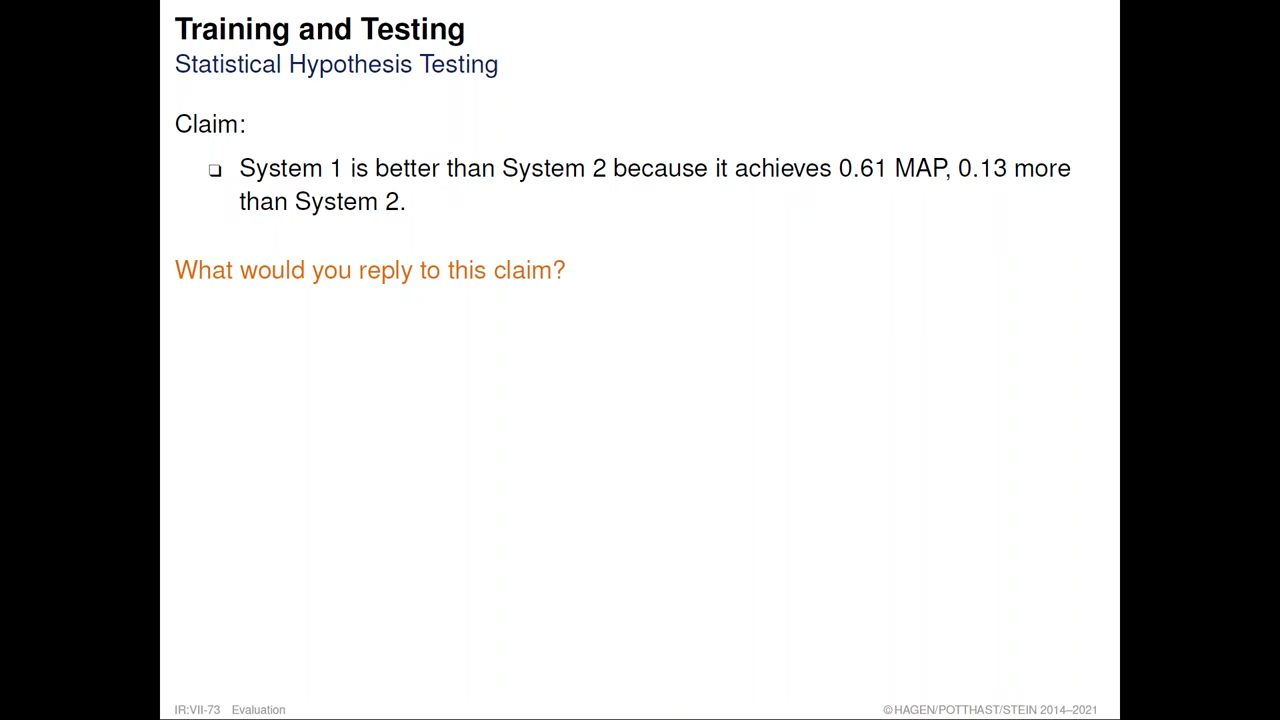 Training and Testing
Statistical Hypothesis Testing
Claim:
❏ System 1 is better than System 2 because it achieves 0.61 MAP, 0.13 more
than System 2.
What would you reply to this claim?
IR:VII-73 Evaluation
©HAGEN/POTTHAST/STEIN 2014–2021